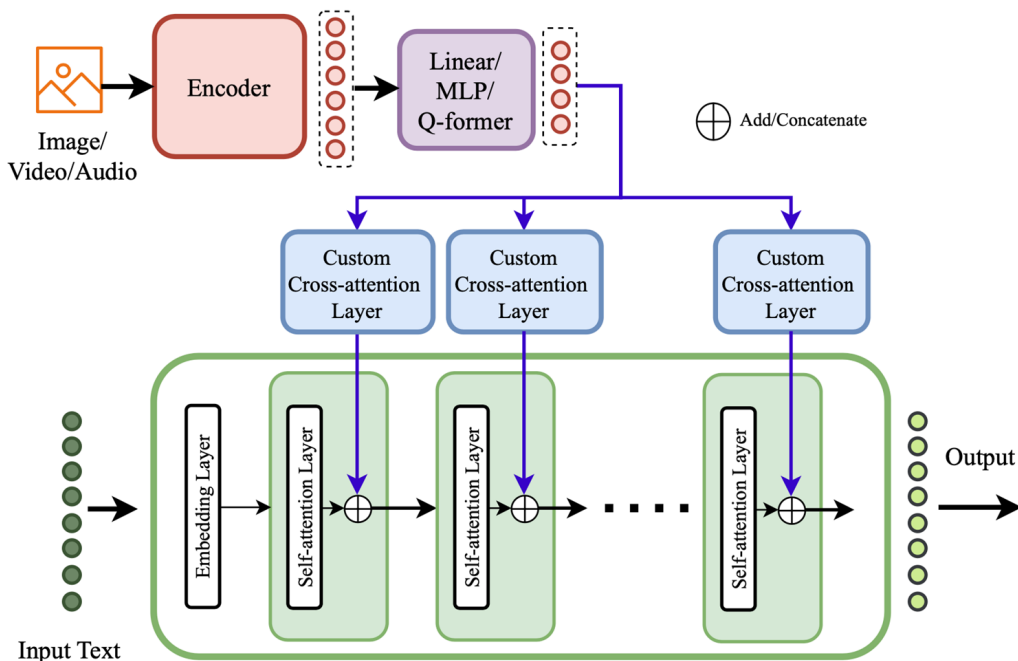 Image/
Video/Audio
Encoder
Linear/
MLP/
Q-former
Add/Concatenate
Custom
Cross-attention
Layer
Custom
Cross-attention
Layer
Custom
Cross-attention
Layer
Input Text
Embedding Layer
Self-attention Layer
Self-attention Layer
Self-attention Layer
Output